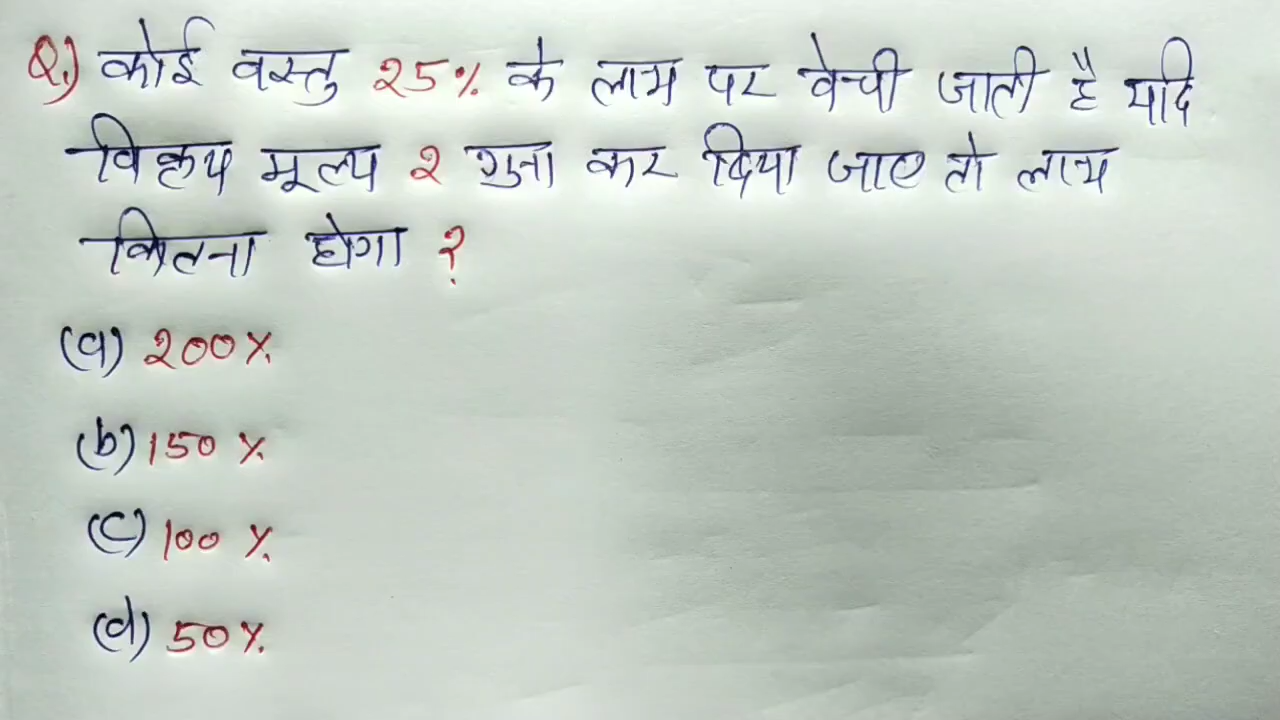 Q.) कोई वस्तु 25% के लाभ पर बेची जाती है यदि
विक्रय मूल्य 2 गुना कर दिया जाए तो लाभ
कितना होगा ?
(a) 200%
(b) 150%
(c) 100%
(d) 50%